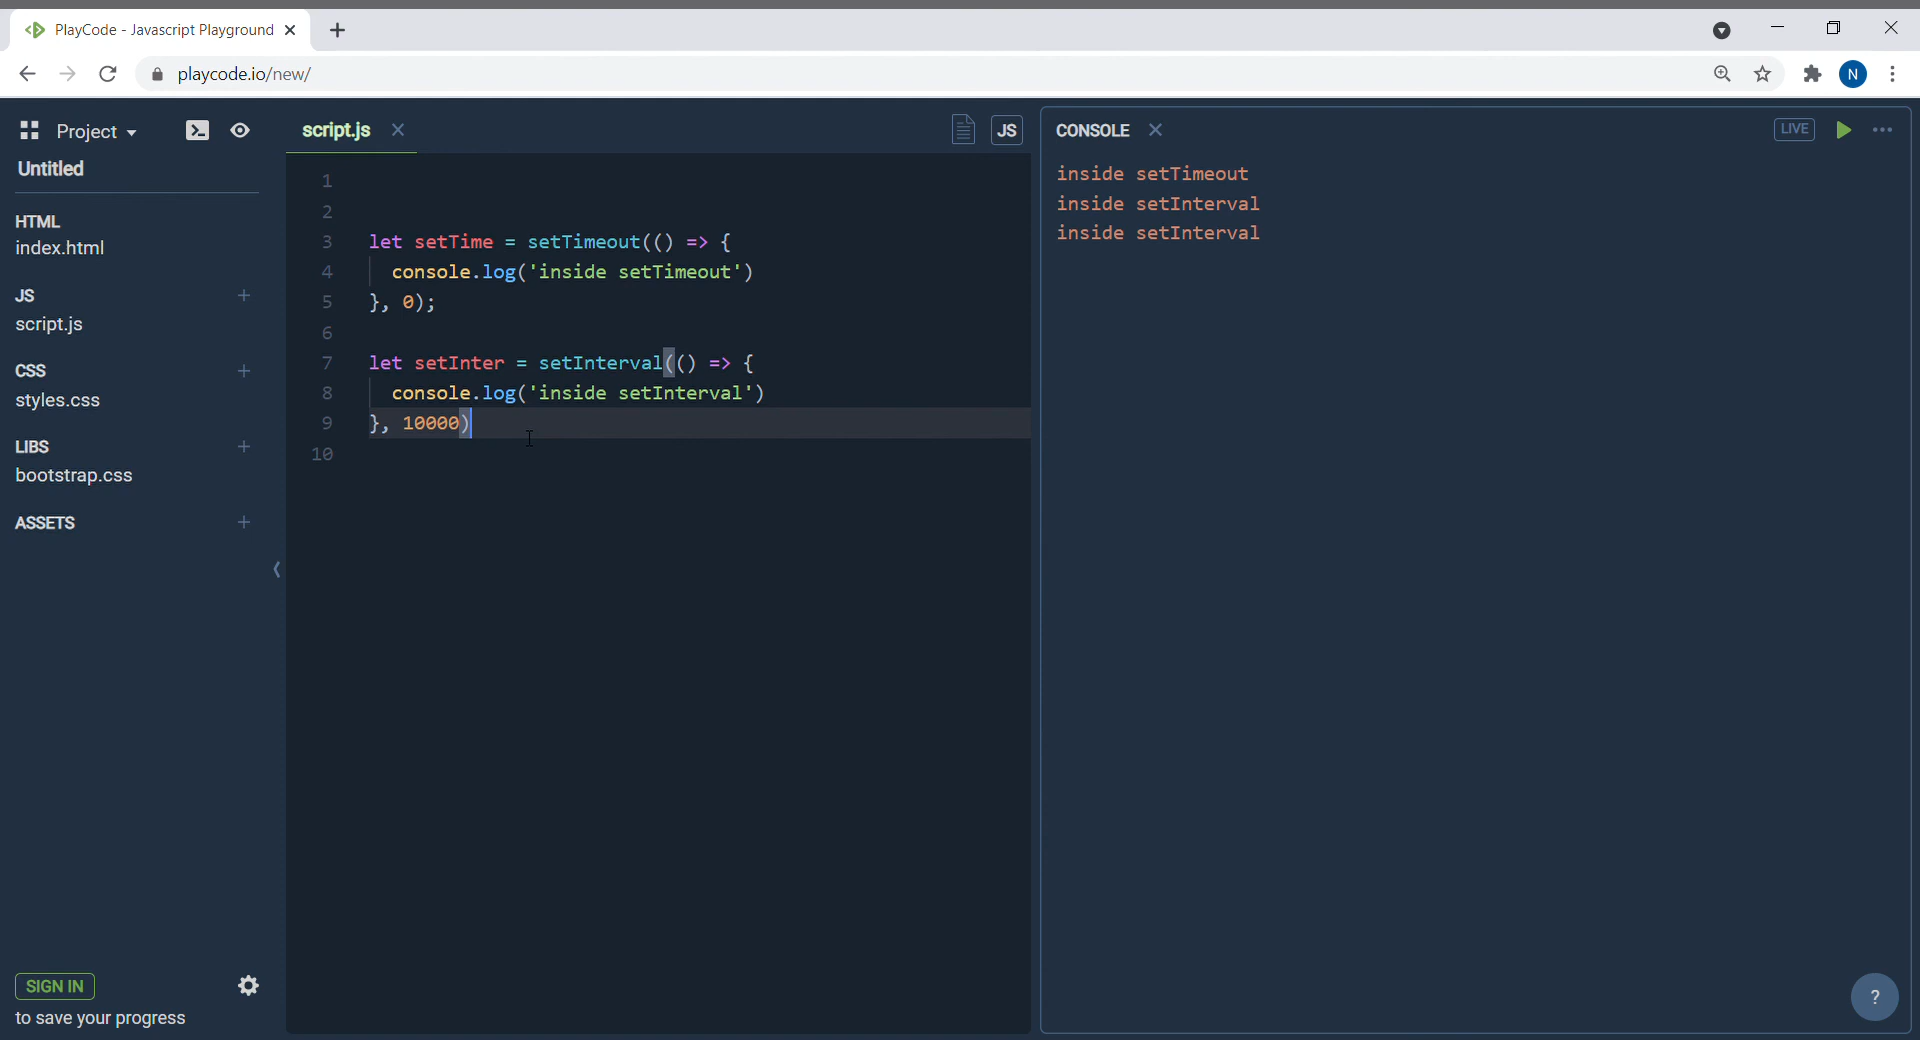 PlayCode - Javascript Playground
playcode.io/new/
N
Project
Untitled
HTML
index.html
JS
script.js
CSS
styles.css
LIBS
bootstrap.css
ASSETS
SIGN IN
to save your progress
script.js
JS
1
2
3 let setTime = setTimeout(() => {
4 console.log('inside setTimeout')
5 }, 0);
6
7 let setInter = setInterval(() => {
8 console.log('inside setInterval')
9 }, 10000)
10
CONSOLE
LIVE
inside setTimeout
inside setInterval
inside setInterval
?